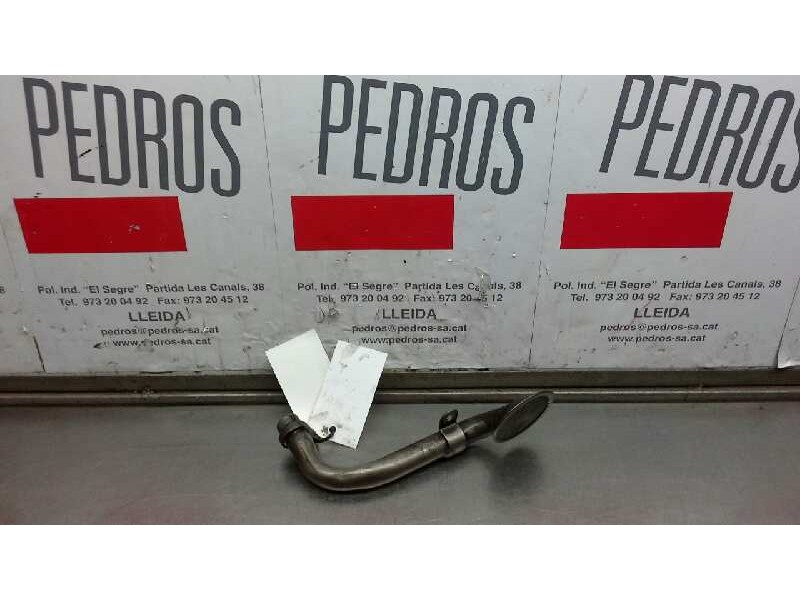 PEDROS
Pol. Ind. "El Segre" Partida Les Canals, 38
Tel. 973 20 04 92 Fax: 973 20 45 12
LLEIDA
pedros@pedros-sa.cat
www.pedros-sa.cat
PEDROS
Pol. Ind. "El Segre" Partida Les Canals, 38
Tel. 973 20 04 92 Fax: 973 20 45 12
LLEIDA
pedros@pedros-sa.cat
www.pedros-sa.cat
PEDROS
Pol. Ind. "El Segre" Partida Les Canals, 38
Tel. 973 20 04 92 Fax: 973 20 45 12
LLEIDA
pedros@pedros-sa.cat
www.pedros-sa.cat